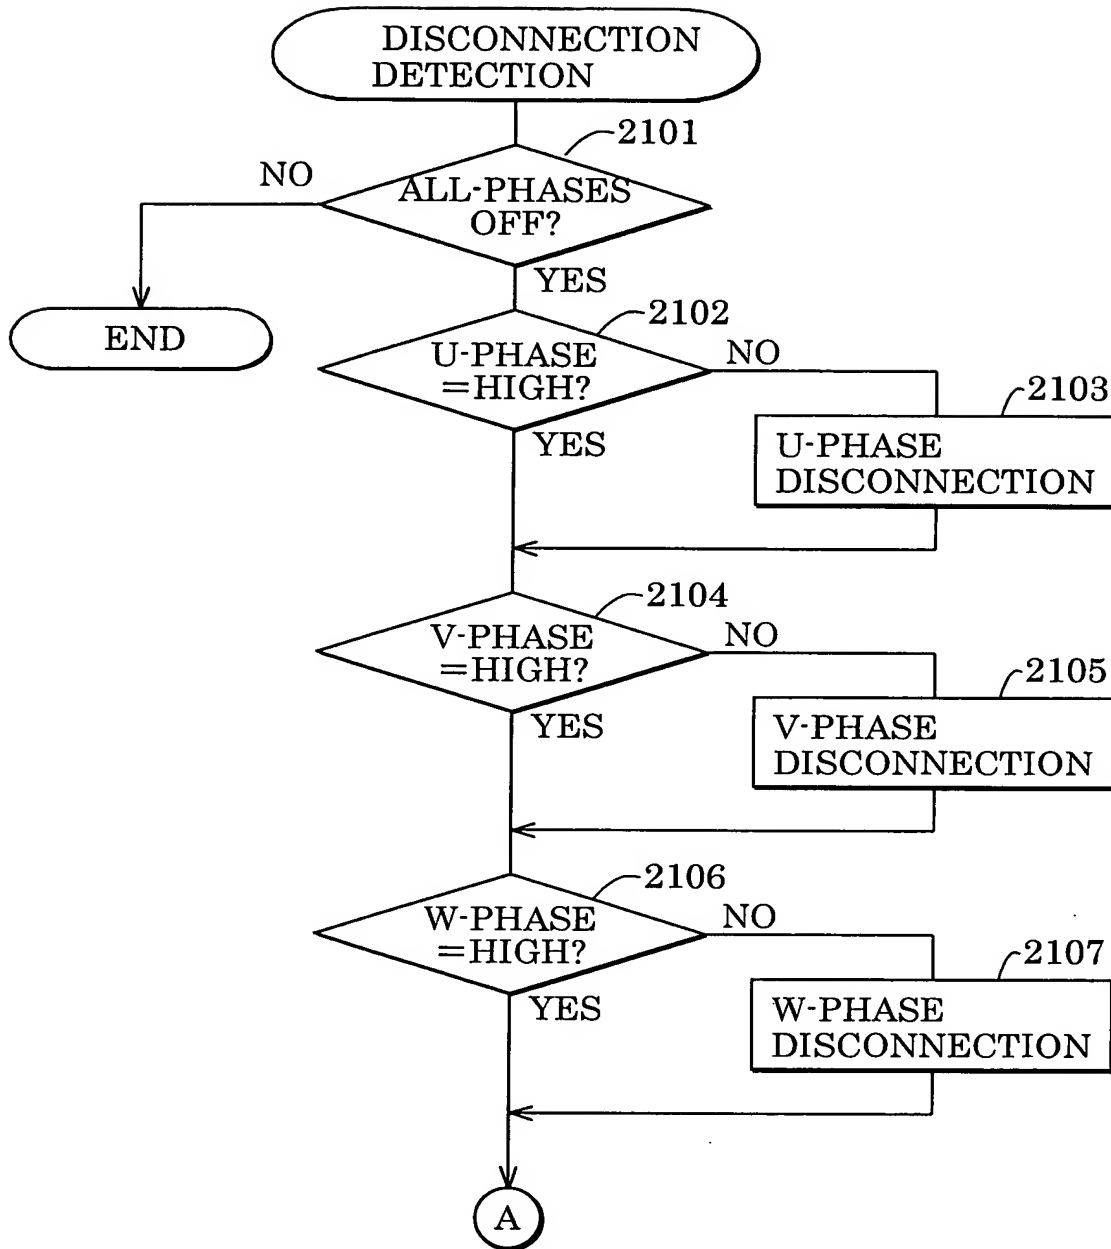 DISCONNECTION
DETECTION
2101
NO
ALL-PHASES
OFF?
YES
END
2102
U-PHASE
=HIGH?
NO
2103
YES
U-PHASE
DISCONNECTION
2104
V-PHASE
=HIGH?
NO
2105
YES
V-PHASE
DISCONNECTION
2106
W-PHASE
=HIGH?
NO
2107
YES
W-PHASE
DISCONNECTION
A